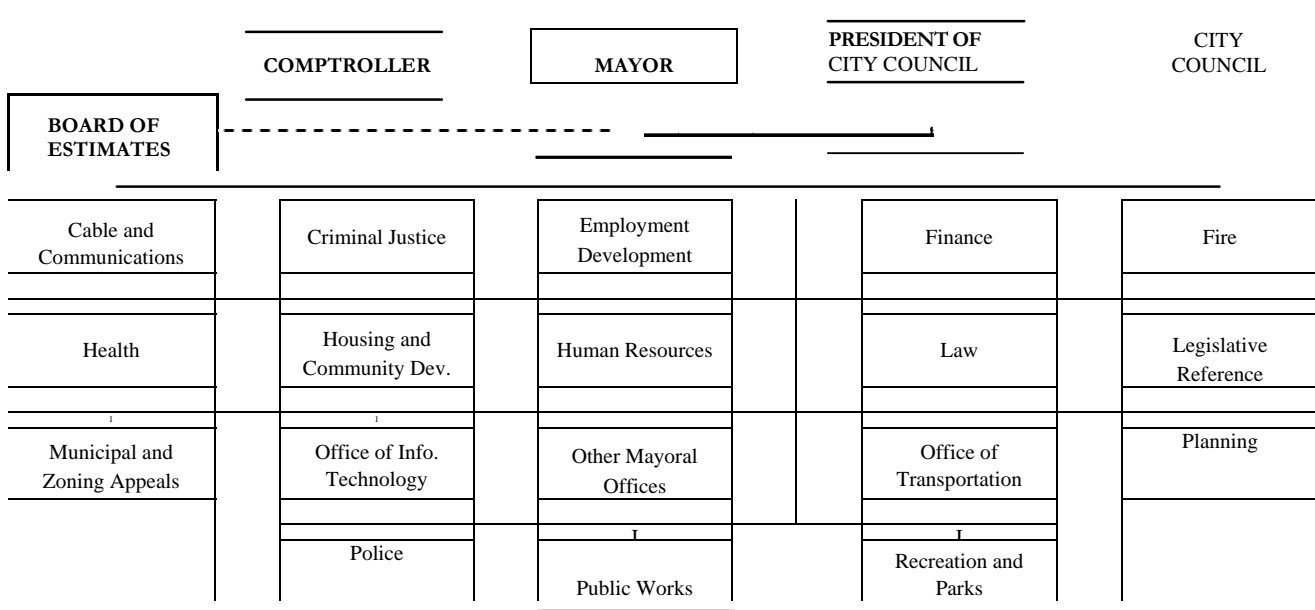 COMPTROLLER
MAYOR
PRESIDENT OF
CITY COUNCIL
CITY
COUNCIL
BOARD OF
ESTIMATES
Cable and
Communications
Criminal Justice
Employment
Development
Finance
Fire
Health
Housing and
Community Dev.
Human Resources
Law
Legislative
Reference
Municipal and
Zoning Appeals
Office of Info.
Technology
Other Mayoral
Offices
Office of
Transportation
Planning
Police
Public Works
Recreation and
Parks